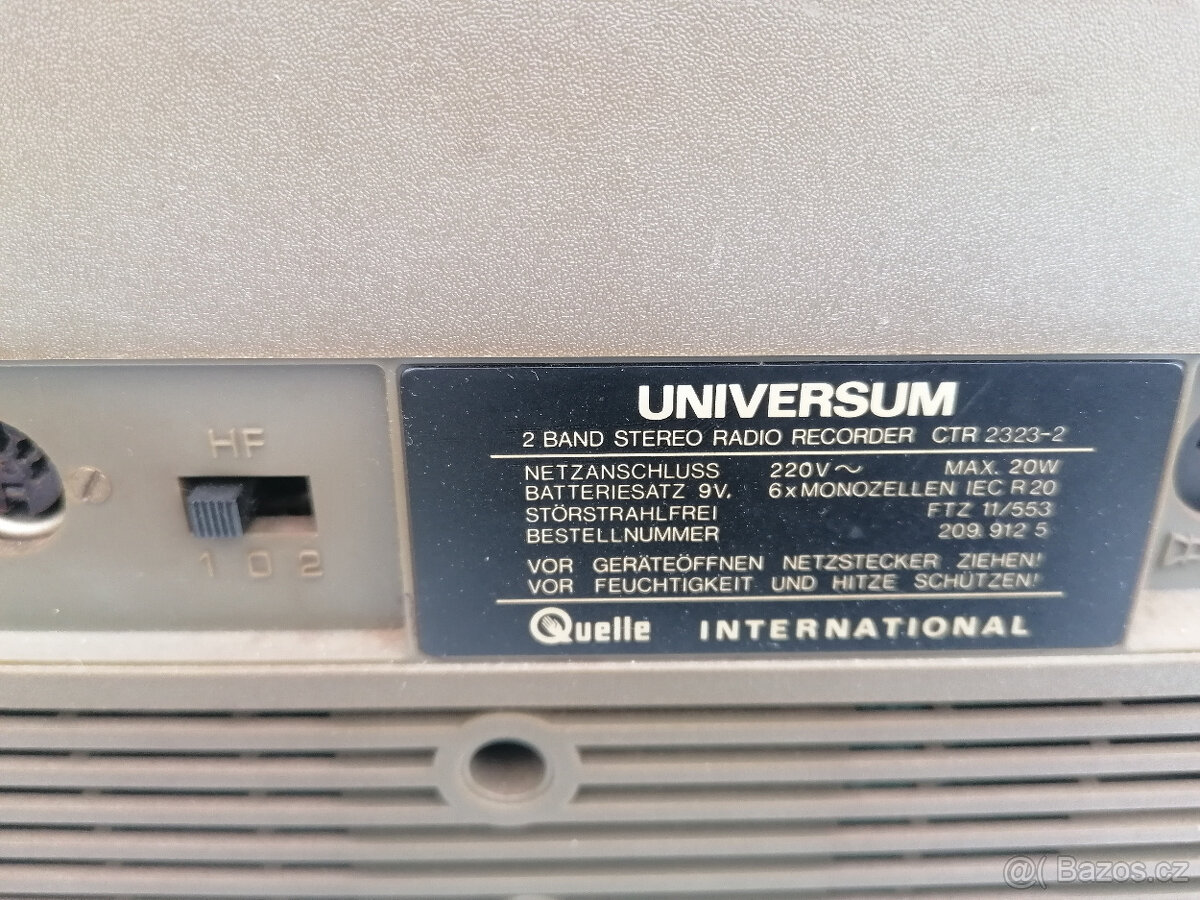 HF
1 0 2
UNIVERSUM
2 BAND STEREO RADIO RECORDER CTR 2323-2
NETZANSCHLUSS 220V~ MAX. 20W
BATTERIESATZ 9V. 6xMONOZELLEN IEC R20
STÖRSTRAHLFREI FTZ 11/553
BESTELLNUMMER 209.912 5
VOR GERÄTEÖFFNEN NETZSTECKER ZIEHEN!
VOR FEUCHTIGKEIT UND HITZE SCHÜTZEN!
Quelle INTERNATIONAL
@( Bazos.cz